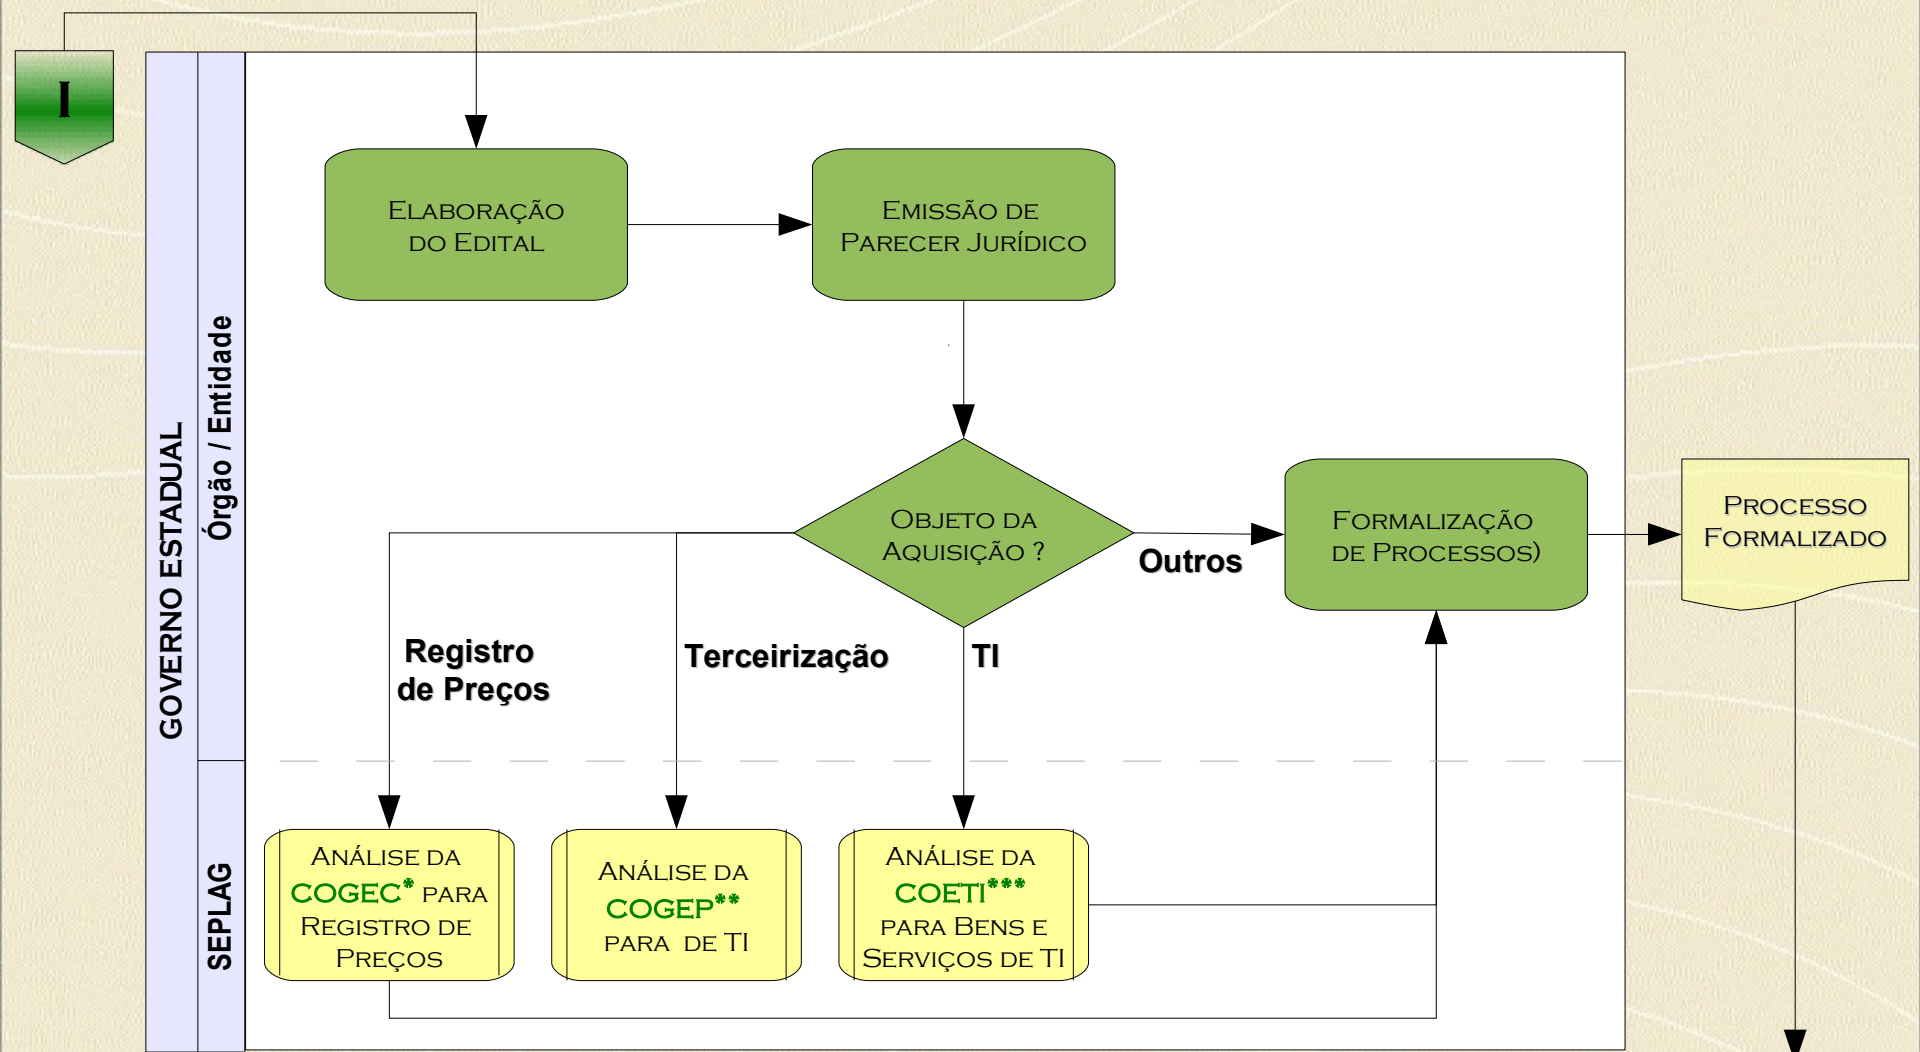 I
GOVERNO ESTADUAL
Órgão / Entidade
SEPLAG
Elaboração
do Edital
Emissão de
Parecer Jurídico
Objeto da
Aquisição ?
Outros
Formalização
de Processos)
Processo
Formalizado
Registro
de Preços
Terceirização
TI
Análise da
COGEC* para
Registro de
Preços
Análise da
COGEP**
para de TI
Análise da
COETI***
para Bens e
Serviços de TI